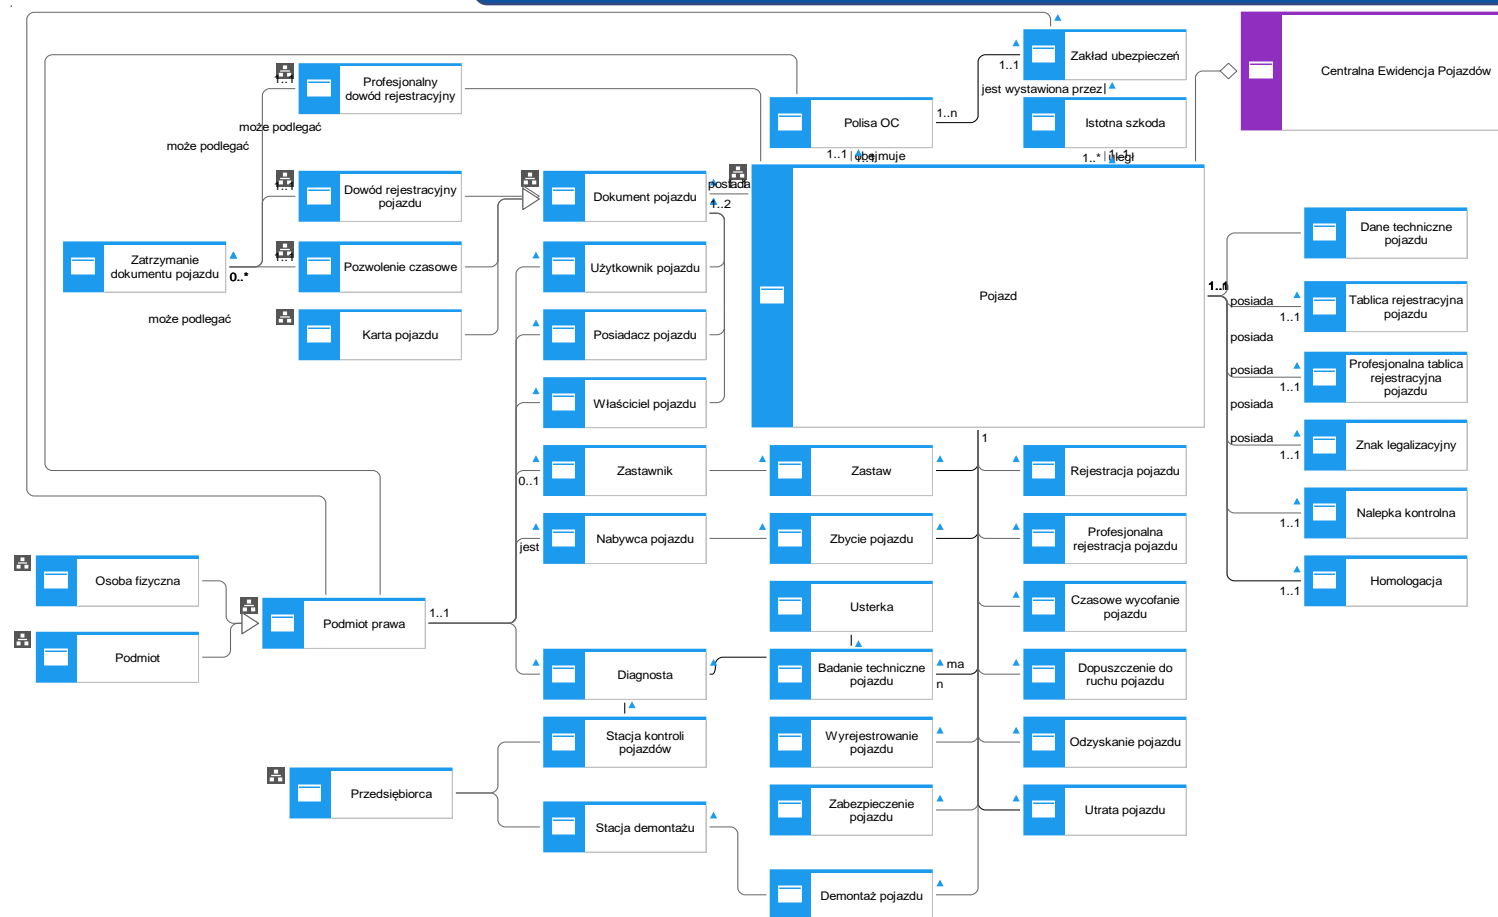 Zakład ubezpieczeń
1..1
Centralna Ewidencja Pojazdów
Profesjonalny
dowód rejestracyjny
1..1
jest wystawiona przez
Polisa OC
1..n
Istotna szkoda
może podlegać
może podlegać
1..1
obejmuje
1..*
1..1
uległ
Dowód rejestracyjny
pojazdu
1..1
Dokument pojazdu
posiada
1..2
Dane techniczne
pojazdu
Zatrzymanie
dokumentu pojazdu
0..*
1..1
Pozwolenie czasowe
Użytkownik pojazdu
Pojazd
1..1
posiada
1..1
Tablica rejestracyjna
pojazdu
może podlegać
Karta pojazdu
Posiadacz pojazdu
posiada
posiada
1..1
Profesjonalna tablica
rejestracyjna
pojazdu
Właściciel pojazdu
posiada
1
posiada
1..1
Znak legalizacyjny
0..1
Zastawnik
Zastaw
Rejestracja pojazdu
1..1
Nalepka kontrolna
jest
Nabywca pojazdu
Zbycie pojazdu
Profesjonalna
rejestracja pojazdu
Osoba fizyczna
1..1
Homologacja
Podmiot prawa
1..1
Usterka
Czasowe wycofanie
pojazdu
Podmiot
Diagnosta
Badanie techniczne
pojazdu
ma
n
Dopuszczenie do
ruchu pojazdu
Stacja kontroli
pojazdów
Wyrejestrowanie
pojazdu
Odzyskanie pojazdu
Przedsiębiorca
Zabezpieczenie
pojazdu
Utrata pojazdu
Stacja demontażu
Demontaż pojazdu